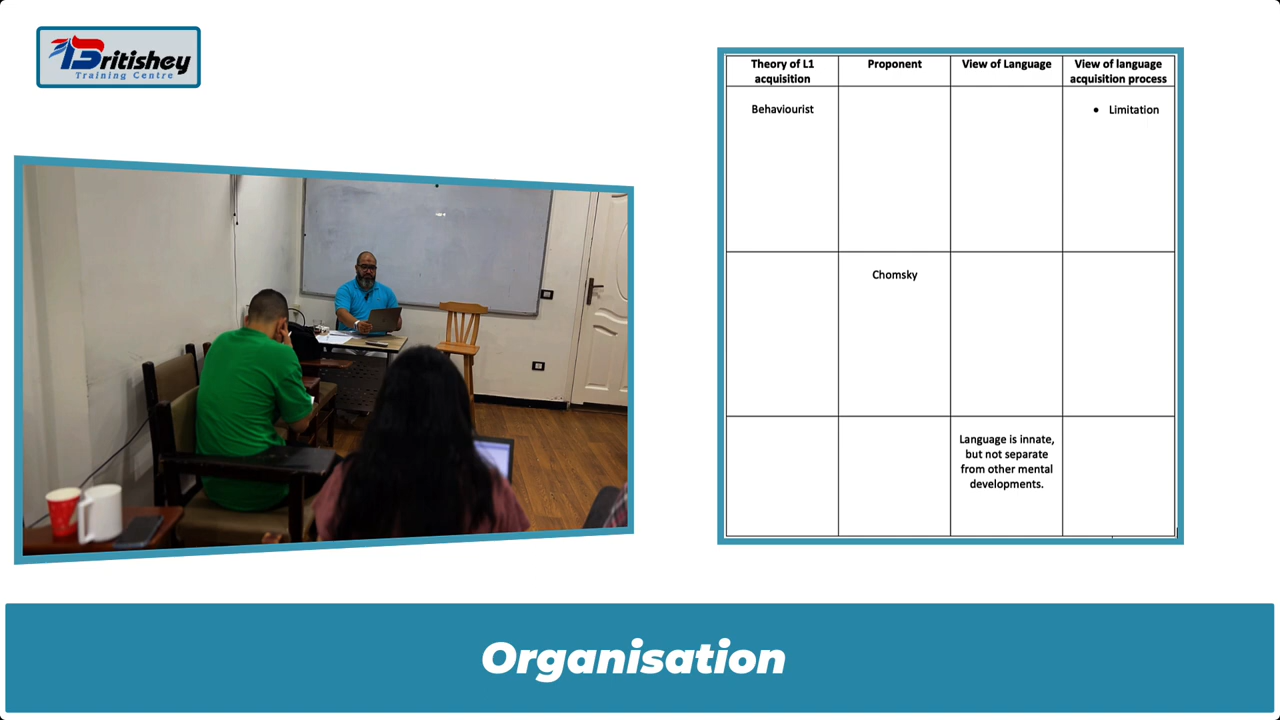 Britishey
Training Centre
Theory of L1
acquisition
Proponent
View of Language
View of language
acquisition process
Behaviourist
• Limitation
Chomsky
Language is innate,
but not separate
from other mental
developments.
Organisation